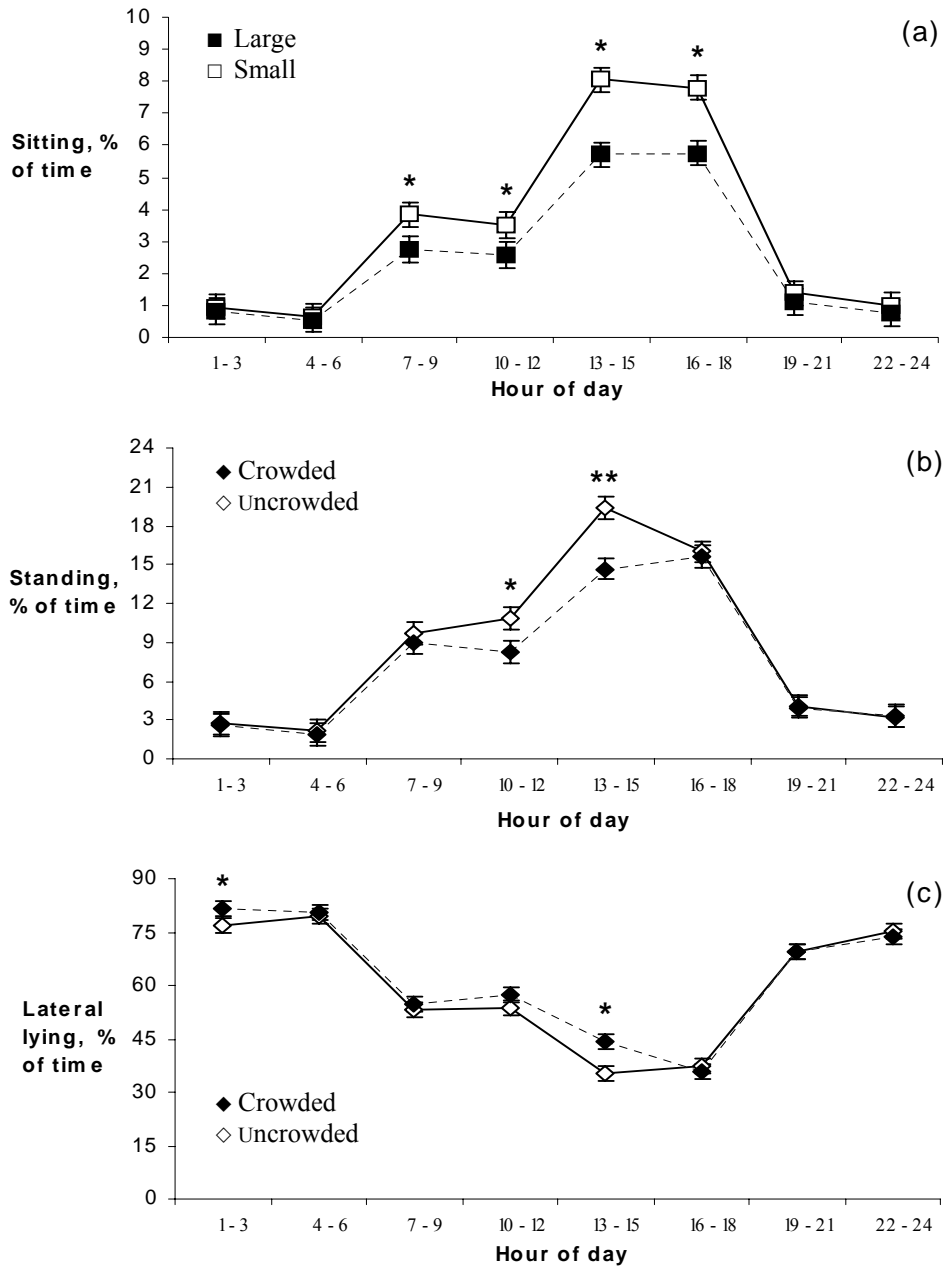 (a)
Large
Small
Sitting, %
of time
10
9
8
7
6
5
4
3
2
1
0
* * * *
1 - 3 4 - 6 7 - 9 10 - 12 13 - 15 16 - 18 19 - 21 22 - 24
Hour of day
(b)
Crowded
Uncrowded
Standing,
% of time
24
21
18
15
12
9
6
3
0
* **
1 - 3 4 - 6 7 - 9 10 - 12 13 - 15 16 - 18 19 - 21 22 - 24
Hour of day
(c)
Lateral
lying, %
of time
90
75
60
45
30
15
0
* *
Crowded
Uncrowded
1 - 3 4 - 6 7 - 9 10 - 12 13 - 15 16 - 18 19 - 21 22 - 24
Hour of day